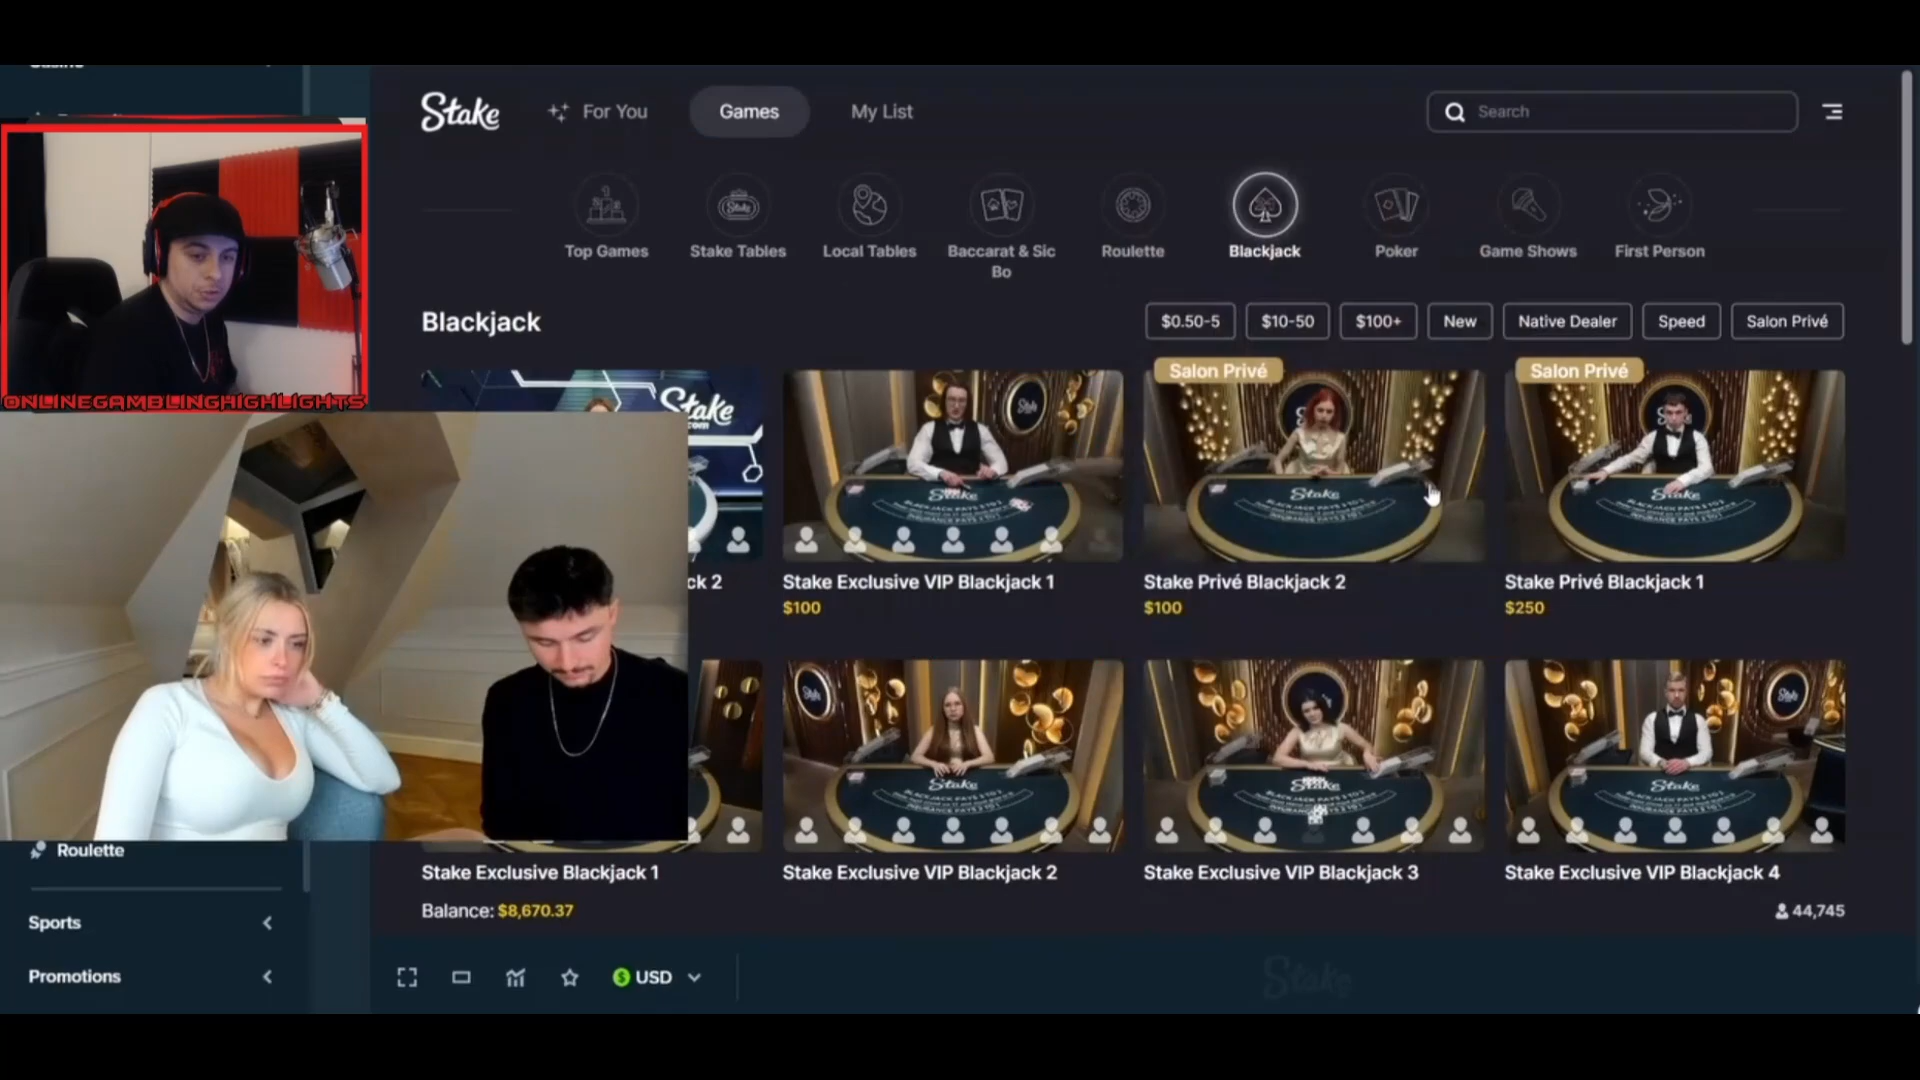 Stake
For You
Games
My List
Search
Top Games
Stake Tables
Local Tables
Baccarat & Sic
Bo
Roulette
Blackjack
Poker
Game Shows
First Person
Blackjack
$0.50-5
$10-50
$100+
New
Native Dealer
Speed
Salon Privé
Salon Privé
Salon Privé
ONLINEGAMBLINGHIGHLIGHTS
Stake
.com
ck 2
Stake Exclusive VIP Blackjack 1
Stake Privé Blackjack 2
Stake Privé Blackjack 1
$100
$100
$250
Roulette
Stake Exclusive Blackjack 1
Stake Exclusive VIP Blackjack 2
Stake Exclusive VIP Blackjack 3
Stake Exclusive VIP Blackjack 4
Balance: $8,670.37
44,745
Sports
Promotions
USD
Stake